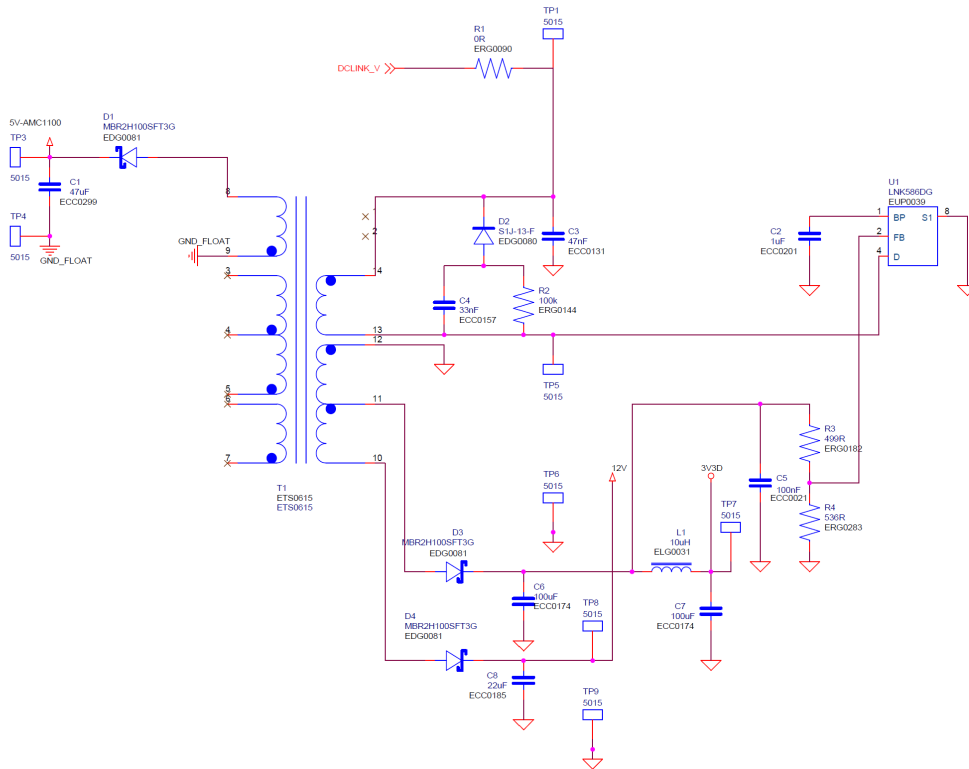 TP1
5015
R1
0R
ERG0090
DCLINK_V
5V-AMC1100
TP3
5015
D1
MBR2H100SFT3G
EDG0081
C1
47uF
ECC0299
TP4
5015
GND_FLOAT
GND_FLOAT
8
9
3
4
5
6
7
1
2
14
13
12
11
10
T1
ETS0615
ETS0615
D2
S1J-13-F
EDG0080
C3
47nF
ECC0131
C4
33nF
ECC0157
R2
100k
ERG0144
TP5
5015
U1
LNK586DG
EUP0039
1
BP
S1
8
2
FB
4
D
C2
1uF
ECC0201
R3
499R
ERG0182
R4
536R
ERG0283
C5
100nF
ECC0021
TP6
5015
12V
3V3D
TP7
5015
L1
10uH
ELG0031
D3
MBR2H100SFT3G
EDG0081
C6
100uF
ECC0174
C7
100uF
ECC0174
D4
MBR2H100SFT3G
EDG0081
TP8
5015
C8
22uF
ECC0185
TP9
5015